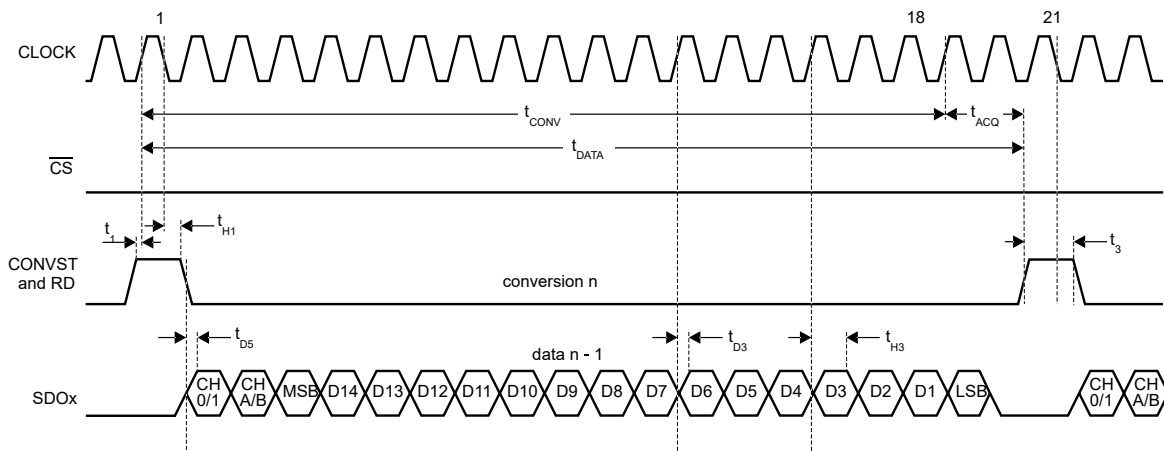 1 18 21
CLOCK
tCONV tACQ
tDATA
CS
t1 tH1 t3
CONVST
and RD
conversion n
tD5 tD3 tH3
data n - 1
SDOx
CH
0/1 CH
A/B MSB D14 D13 D12 D11 D10 D9 D8 D7 D6 D5 D4 D3 D2 D1 LSB CH
0/1 CH
A/B